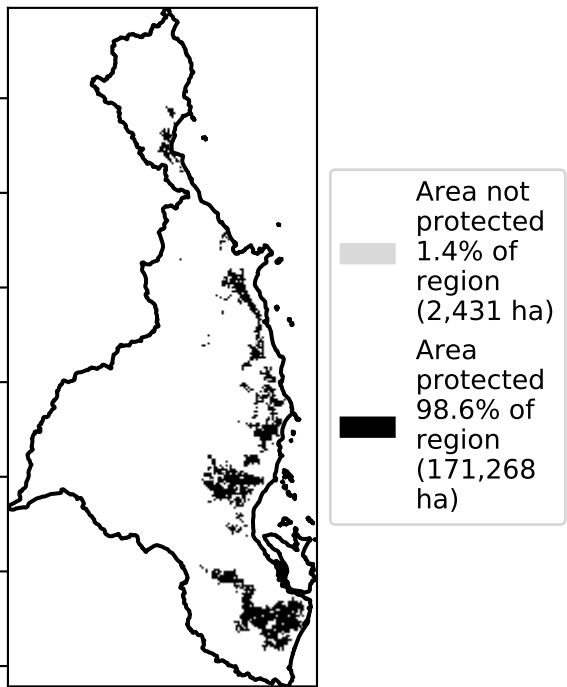 Area not
protected
1.4% of
region
(2,431 ha)
Area
protected
98.6% of
region
(171,268
ha)